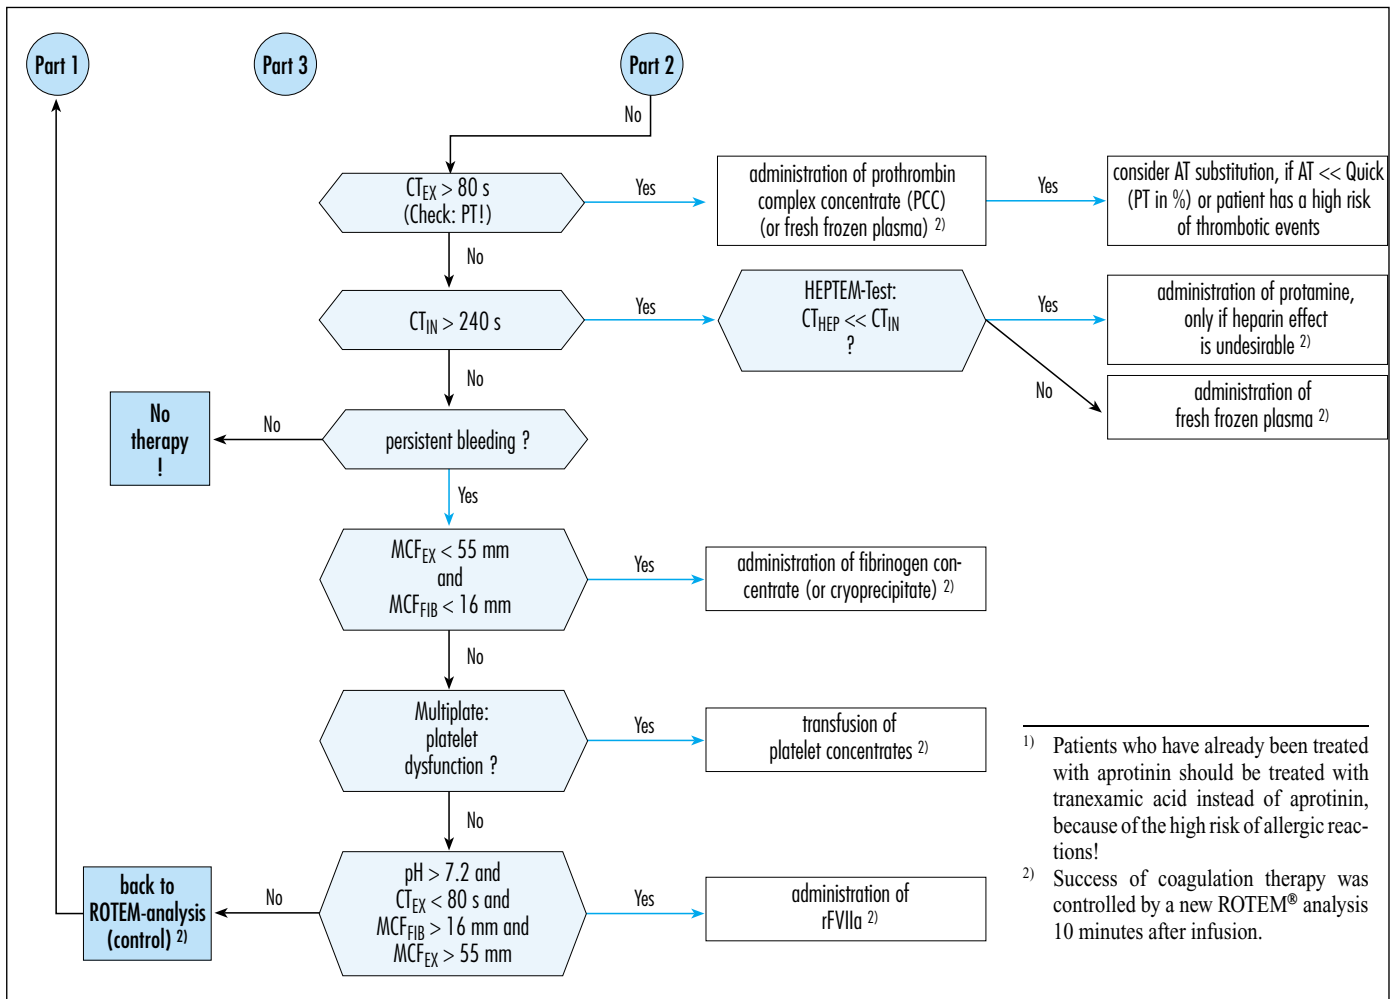 Part 1
Part 3
Part 2
No
CTEX > 80 s
(Check: PT!)
Yes
administration of prothrombin
complex concentrate (PCC)
(or fresh frozen plasma) 2)
Yes
consider AT substitution, if AT << Quick
(PT in %) or patient has a high risk
of thrombotic events
No
CTIN > 240 s
Yes
HEPTEM-Test:
CTHEP << CTIN
?
Yes
administration of protamine,
only if heparin effect
is undesirable 2)
No
administration of
fresh frozen plasma 2)
No
persistent bleeding ?
No
No
therapy
!
Yes
MCFEX < 55 mm
and
MCFFIB < 16 mm
Yes
administration of fibrinogen con-
centrate (or cryoprecipitate) 2)
No
Multiplate:
platelet
dysfunction ?
Yes
transfusion of
platelet concentrates 2)
No
pH > 7.2 and
CTEX < 80 s and
MCFFIB > 16 mm and
MCFEX > 55 mm
Yes
administration of
rFVIIa 2)
No
back to
ROTEM-analysis
(control) 2)
1) Patients who have already been treated
with aprotinin should be treated with
tranexamic acid instead of aprotinin,
because of the high risk of allergic reac-
tions!
2) Success of coagulation therapy was
controlled by a new ROTEM® analysis
10 minutes after infusion.